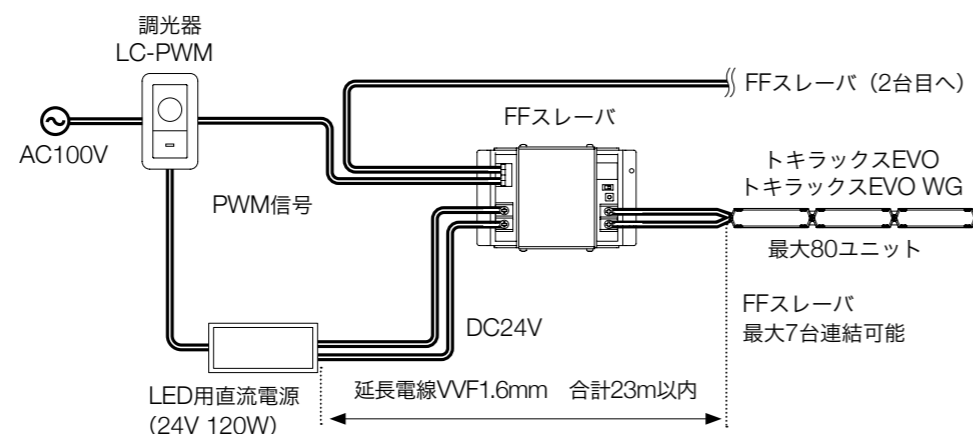 調光器
LC-PWM
AC100V
PWM信号
FFスレーバ（2台目へ）
FFスレーバ
トキラックスEVO
トキラックスEVO WG
最大80ユニット
FFスレーバ
最大7台連結可能
DC24V
LED用直流電源
（24V 120W）
延長電線VVF1.6mm　合計23m以内